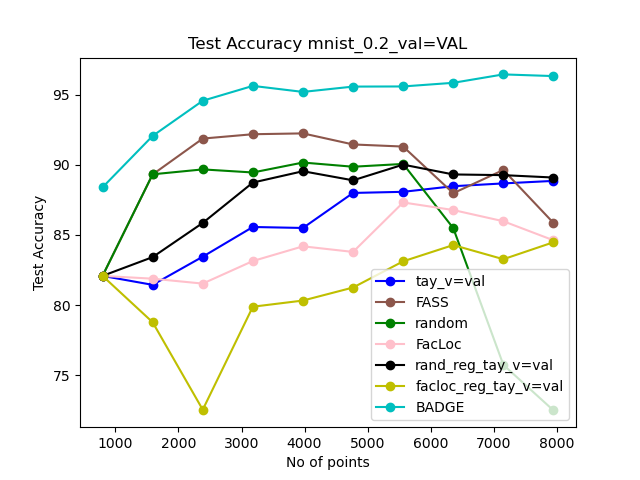 Test Accuracy mnist_0.2_val=VAL
Test Accuracy
95
90
85
80
75
1000 2000 3000 4000 5000 6000 7000 8000
No of points
tay_v=val
FASS
random
FacLoc
rand_reg_tay_v=val
facloc_reg_tay_v=val
BADGE